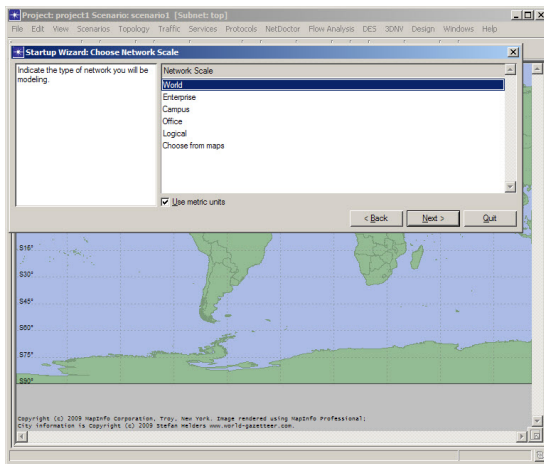 Project: project1 Scenario: scenario1 [Subnet: top]
File Edit View Scenarios Topology Traffic Services Protocols NetDoctor Flow Analysis DES 3DNV Design Windows Help
Startup Wizard: Choose Network Scale
Indicate the type of network you will be
modeling.
Network Scale
World
Enterprise
Campus
Office
Logical
Choose from maps
Use metric units
< Back Next > Quit
S15°
S30°
S45°
S60°
S75°
S90°
Copyright (c) 2009 MapInfo Corporation, Troy, New York. Image rendered using MapInfo Professional;
City information is Copyright (c) 2009 Stefan Helders www.world-gazetteer.com.